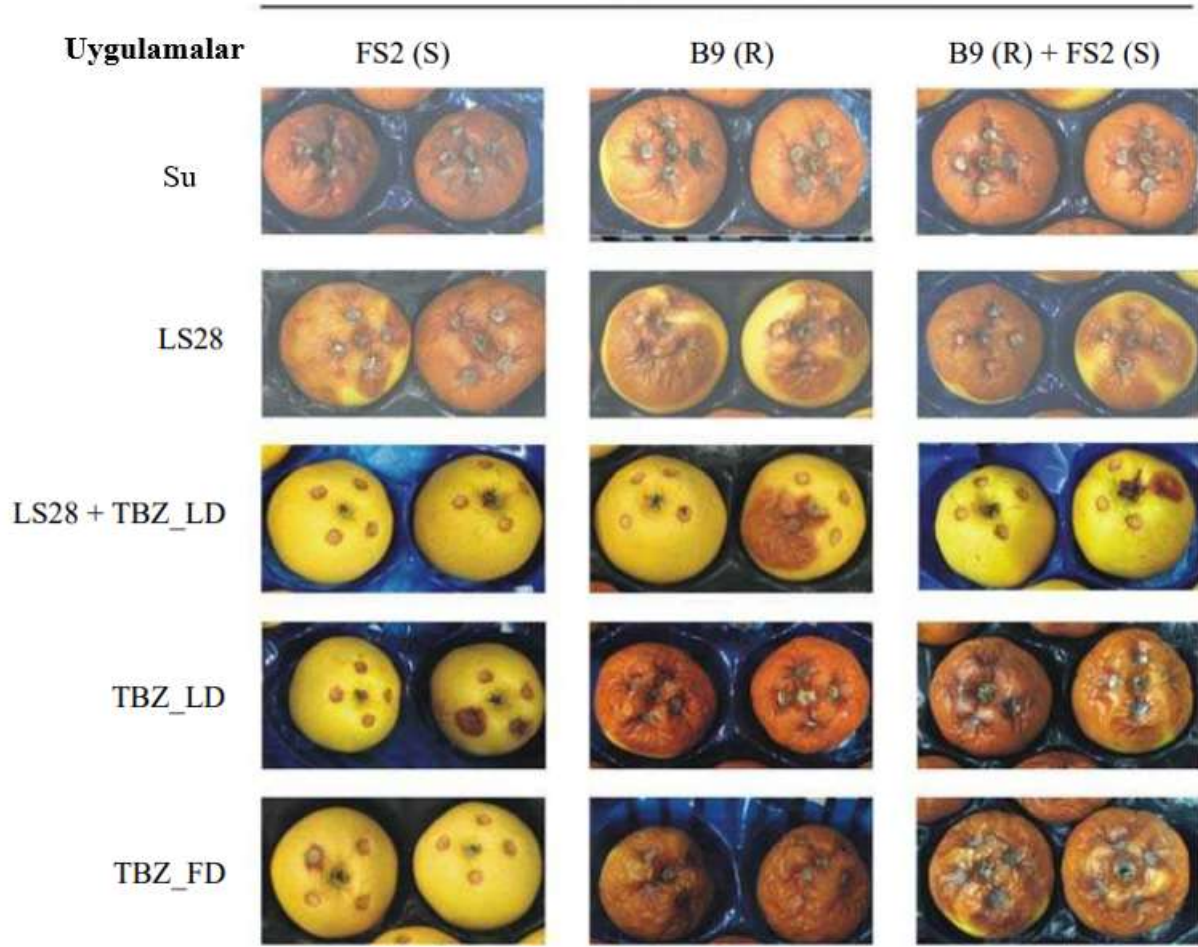 Uygulamalar FS2 (S) B9 (R) B9 (R) + FS2 (S)
Su
LS28
LS28 + TBZ_LD
TBZ_LD
TBZ_FD